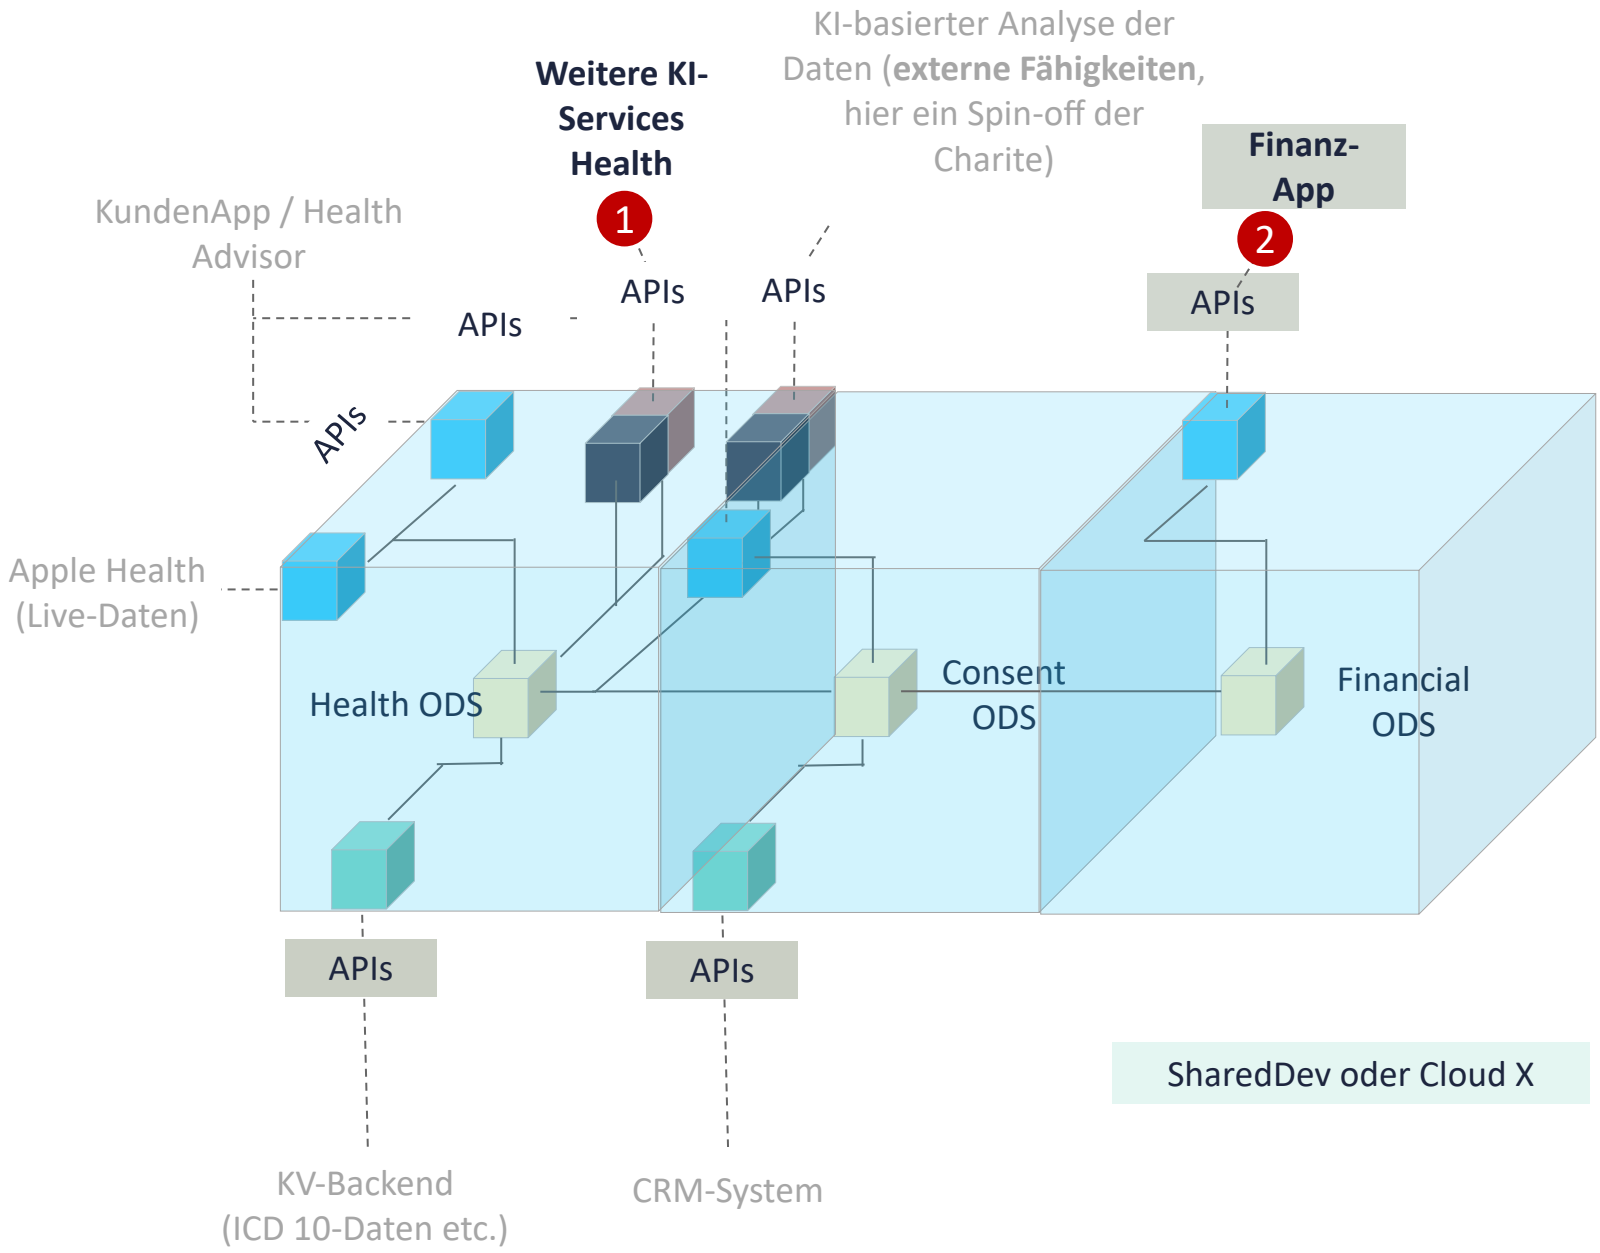 KI-basierter Analyse der
Daten (externe Fähigkeiten,
hier ein Spin-off der
Charite)
Weitere KI-
Services
Health
1
Finanz-
App
2
KundenApp / Health
Advisor
APIs
APIs
APIs
APIs
APIs
Apple Health
(Live-Daten)
Health ODS
Consent
ODS
Financial
ODS
APIs
APIs
SharedDev oder Cloud X
KV-Backend
(ICD 10-Daten etc.)
CRM-System